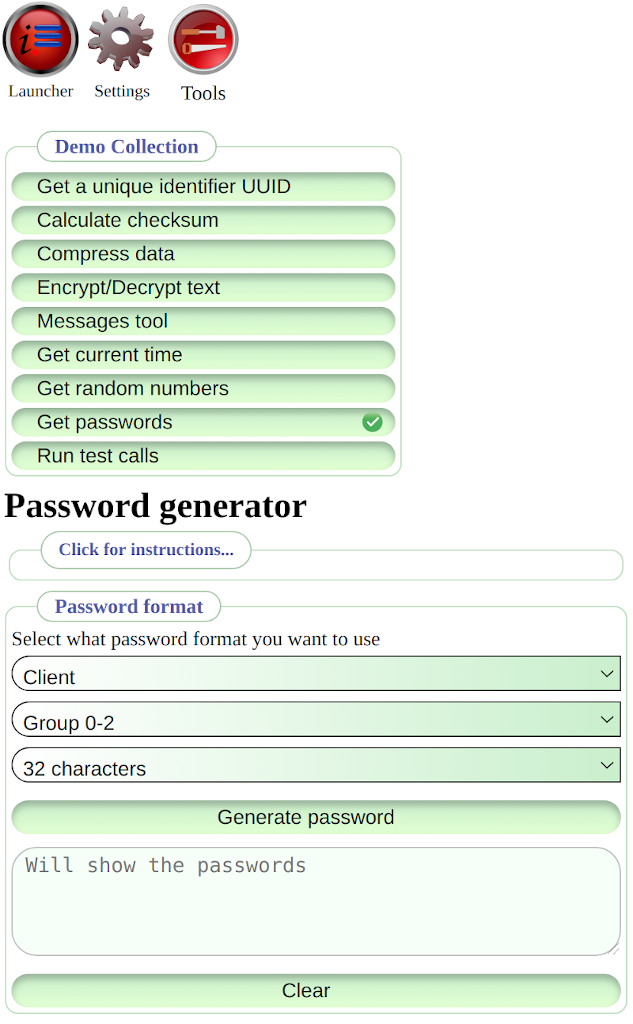 i
Launcher Settings Tools
Demo Collection
Get a unique identifier UUID
Calculate checksum
Compress data
Encrypt/Decrypt text
Messages tool
Get current time
Get random numbers
Get passwords
Run test calls
Password generator
Click for instructions...
Password format
Select what password format you want to use
Client
Group 0-2
32 characters
Generate password
Will show the passwords
Clear